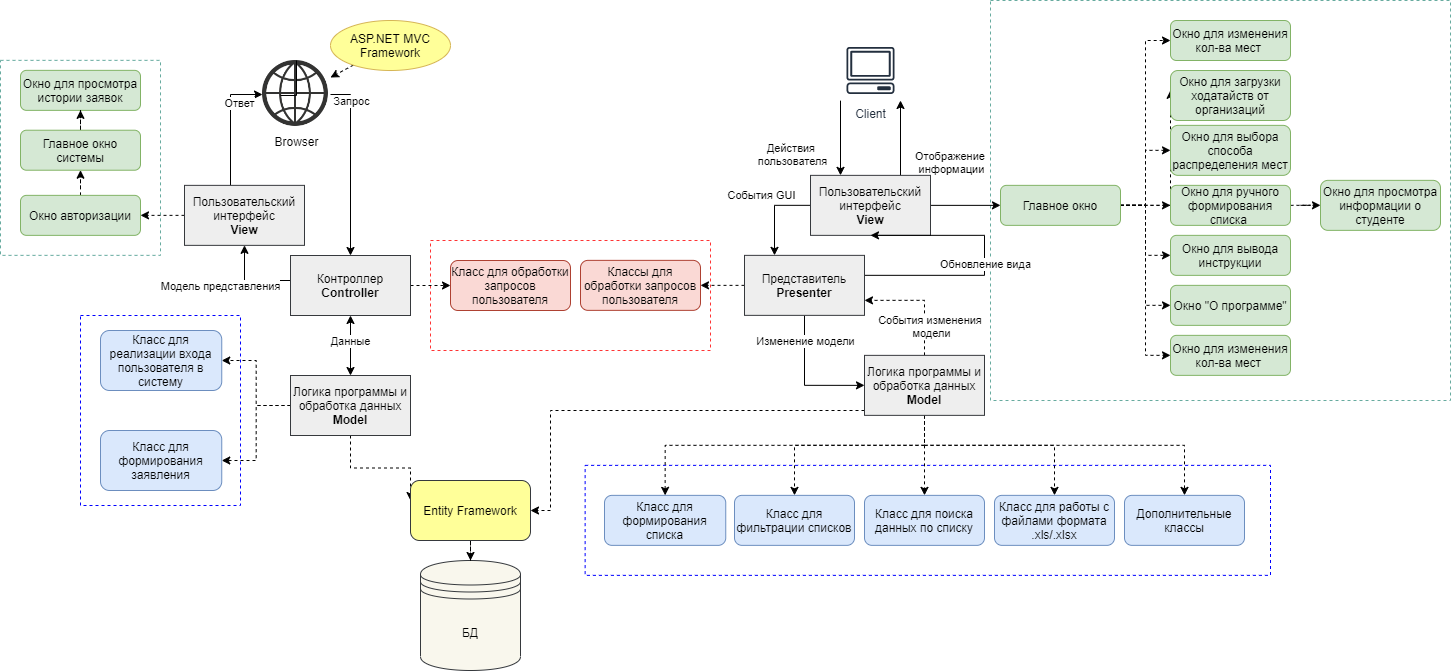 ASP.NET MVC
Framework
Ответ
Запрос
Browser
Окно для просмотра
истории заявок
Главное окно
системы
Окно авторизации
Пользовательский
интерфейс
View
Модель представления
Контроллер
Controller
Данные
Логика программы и
обработка данных
Model
Класс для
реализации входа
пользователя в
систему
Класс для
формирования
заявления
Класс для обработки
запросов
пользователя
Классы для
обработки запросов
пользователя
Entity Framework
БД
Client
Действия
пользователя
Отображение
информации
События GUI
Пользовательский
интерфейс
View
Обновление вида
Представитель
Presenter
События изменения
модели
Изменение модели
Логика программы и
обработка данных
Model
Класс для
формирования
списка
Класс для
фильтрации списков
Класс для поиска
данных по списку
Класс для работы с
файлами формата
.xls/.xlsx
Дополнительные
классы
Главное окно
Окно для изменения
кол-ва мест
Окно для загрузки
ходатайств от
организаций
Окно для выбора
способа
распределения мест
Окно для ручного
формирования
списка
Окно для просмотра
информации о
студенте
Окно для вывода
инструкции
Окно "О программе"
Окно для изменения
кол-ва мест